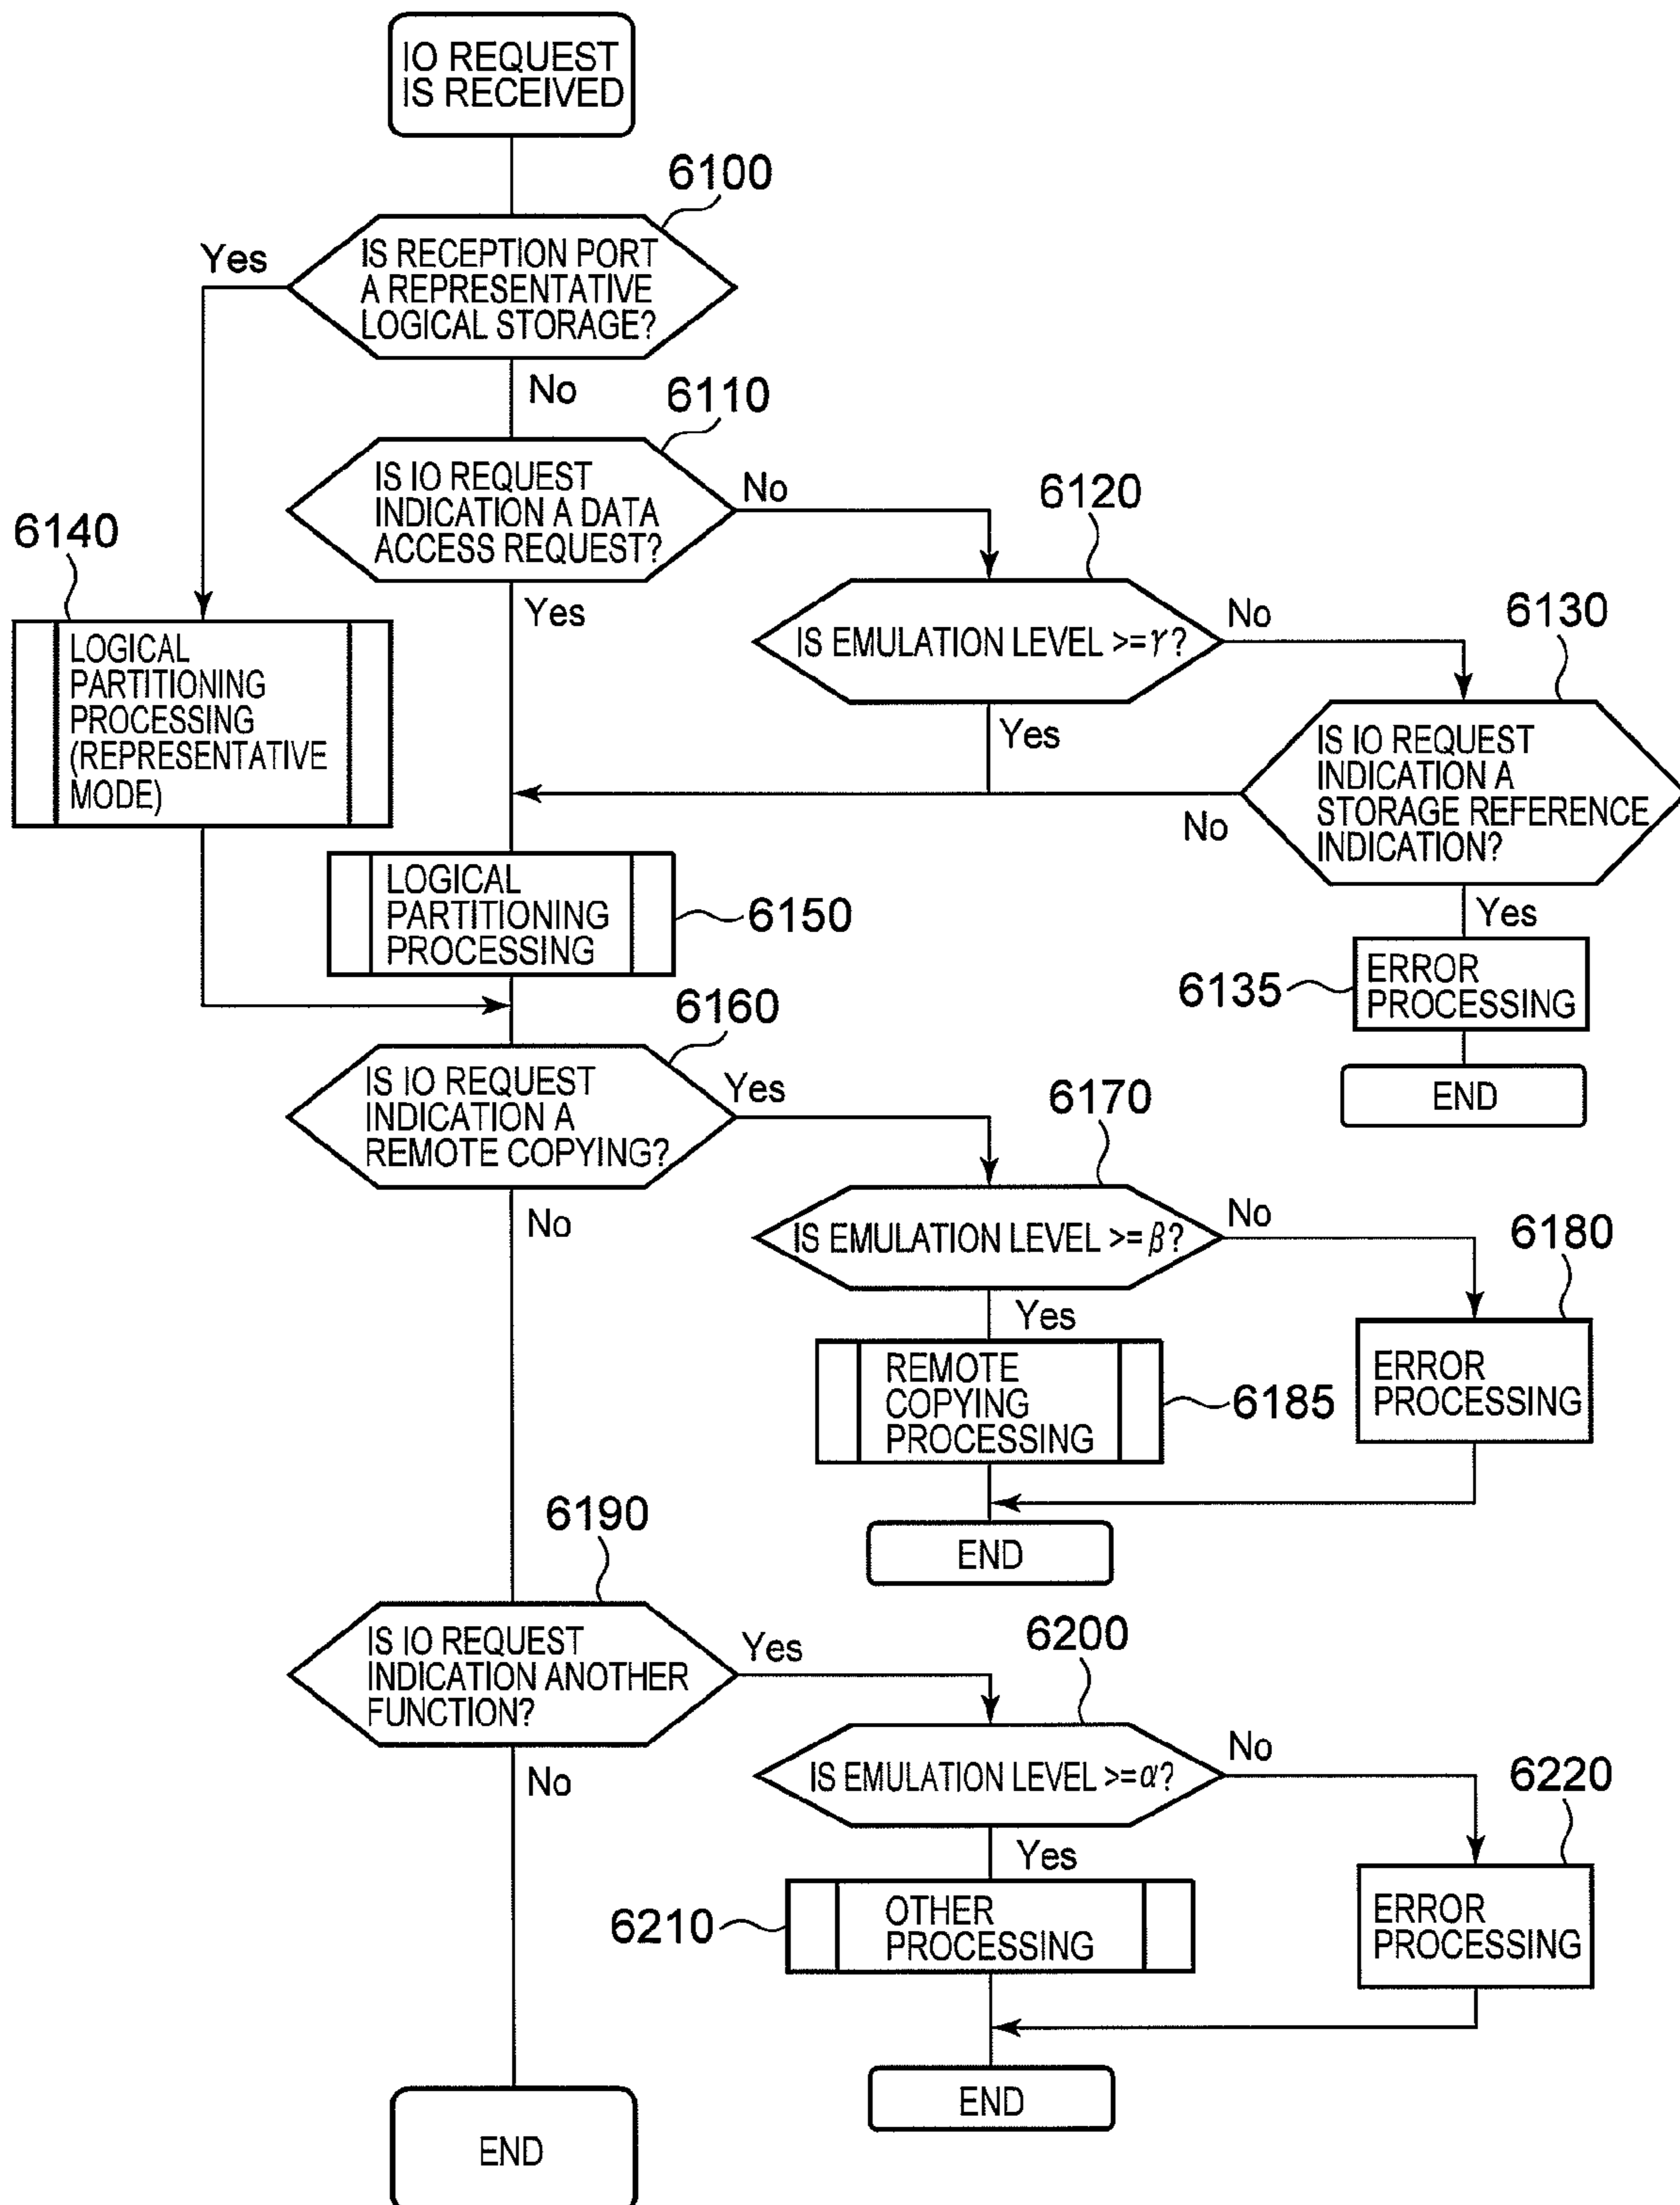 IO REQUEST
IS RECEIVED
6100
IS RECEPTION PORT
A REPRESENTATIVE
LOGICAL STORAGE?
Yes
No
6110
IS IO REQUEST
INDICATION A DATA
ACCESS REQUEST?
No
Yes
6120
IS EMULATION LEVEL >=γ?
No
Yes
6130
IS IO REQUEST
INDICATION A
STORAGE REFERENCE
INDICATION?
No
Yes
6135
ERROR
PROCESSING
END
6140
LOGICAL
PARTITIONING
PROCESSING
(REPRESENTATIVE
MODE)
LOGICAL
PARTITIONING
PROCESSING
6150
6160
IS IO REQUEST
INDICATION A
REMOTE COPYING?
Yes
No
6170
IS EMULATION LEVEL >=β?
No
Yes
6180
ERROR
PROCESSING
REMOTE
COPYING
PROCESSING
6185
END
6190
IS IO REQUEST
INDICATION ANOTHER
FUNCTION?
Yes
No
6200
IS EMULATION LEVEL >=α?
No
Yes
6220
ERROR
PROCESSING
6210
OTHER
PROCESSING
END
END